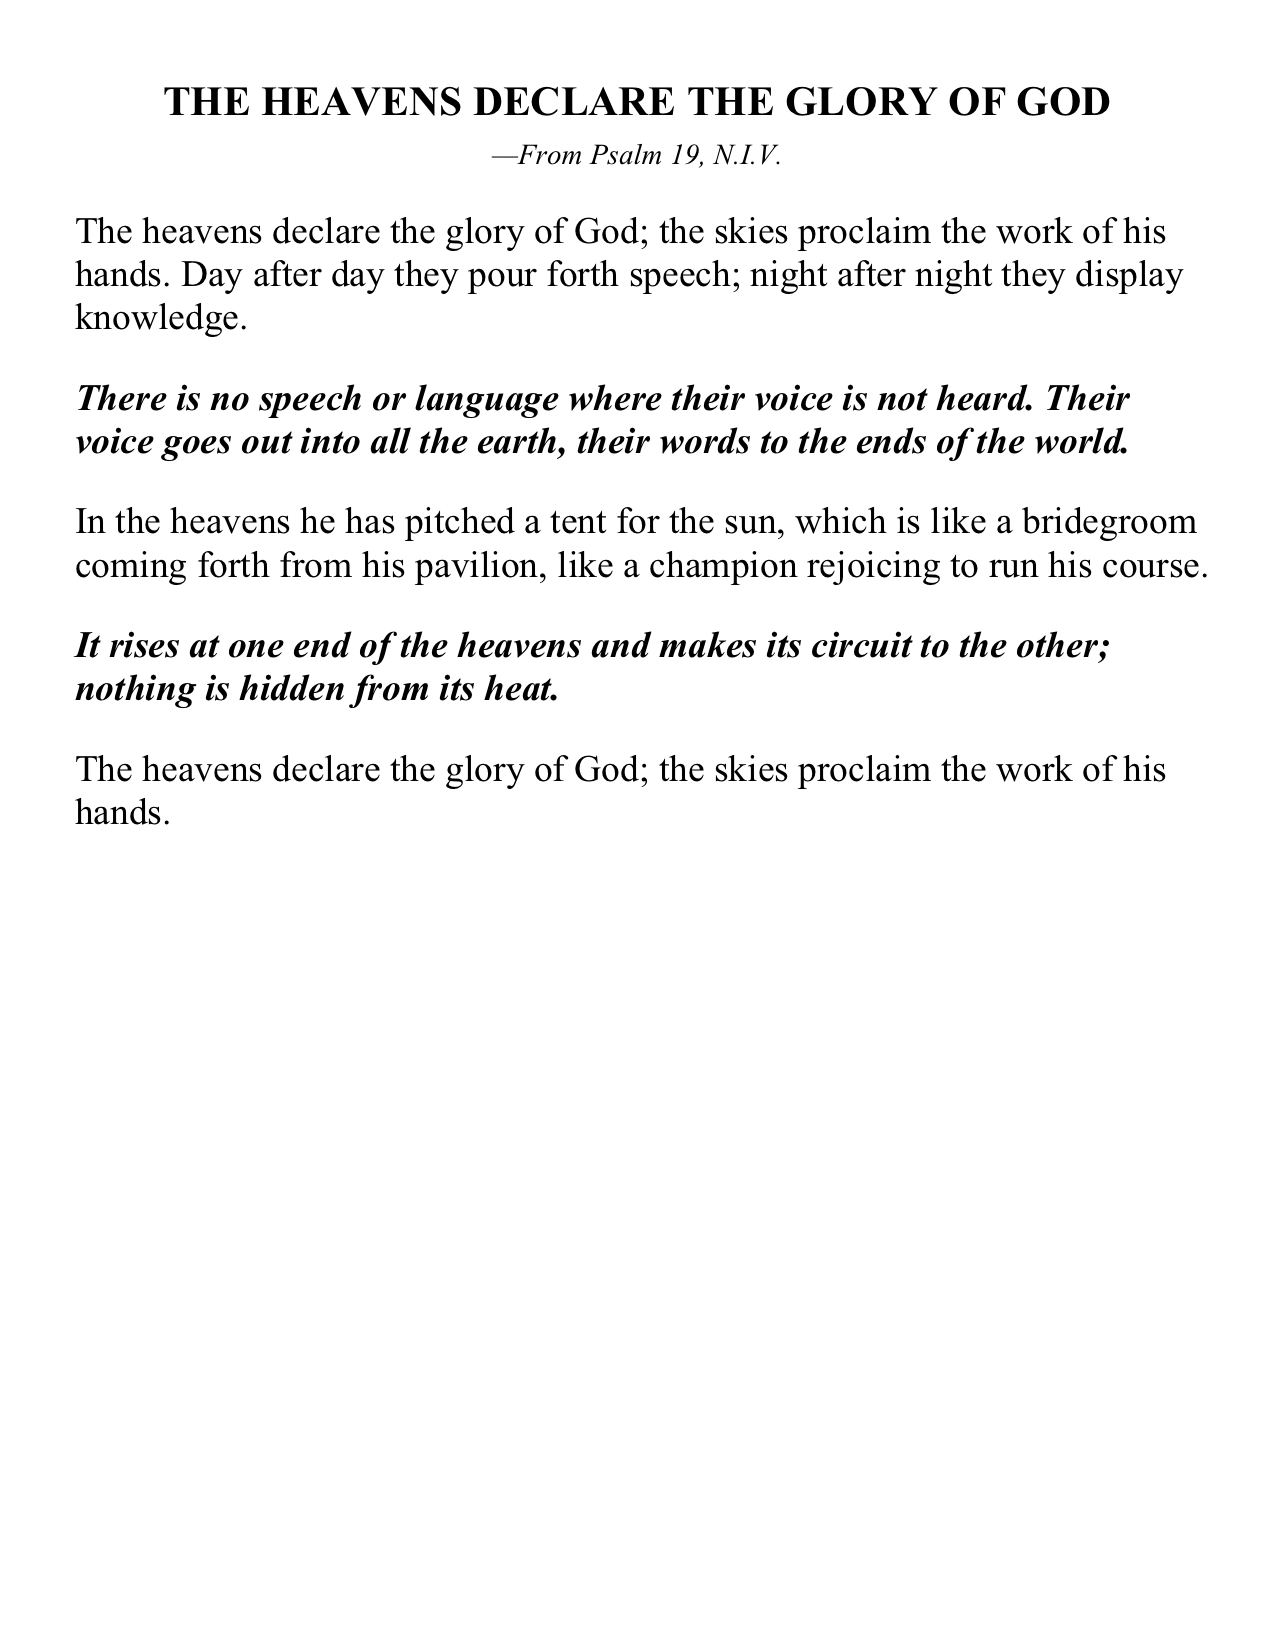 THE HEAVENS DECLARE THE GLORY OF GOD
—From Psalm 19, N.I.V.
The heavens declare the glory of God; the skies proclaim the work of his
hands. Day after day they pour forth speech; night after night they display
knowledge.
There is no speech or language where their voice is not heard. Their
voice goes out into all the earth, their words to the ends of the world.
In the heavens he has pitched a tent for the sun, which is like a bridegroom
coming forth from his pavilion, like a champion rejoicing to run his course.
It rises at one end of the heavens and makes its circuit to the other;
nothing is hidden from its heat.
The heavens declare the glory of God; the skies proclaim the work of his
hands.